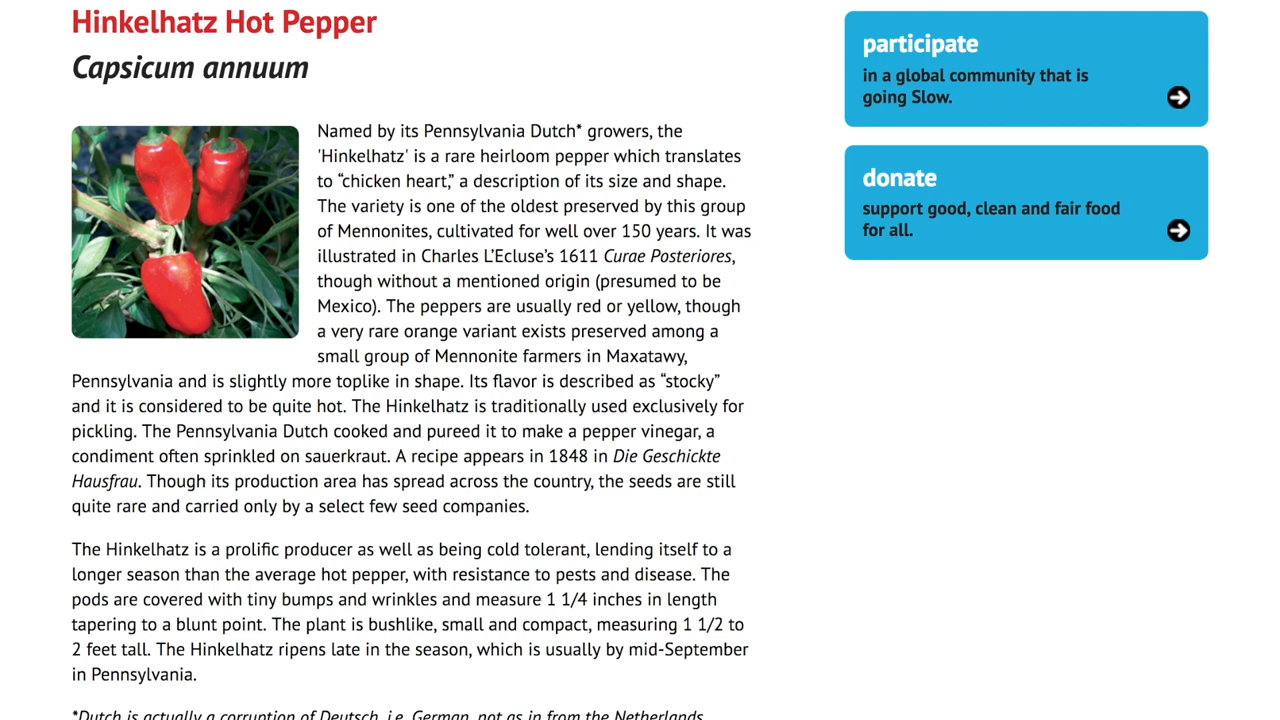 Hinkelhatz Hot Pepper
Capsicum annuum
Named by its Pennsylvania Dutch* growers, the
'Hinkelhatz' is a rare heirloom pepper which translates
to “chicken heart,” a description of its size and shape.
The variety is one of the oldest preserved by this group
of Mennonites, cultivated for well over 150 years. It was
illustrated in Charles L’Ecluse’s 1611 Curae Posteriores,
though without a mentioned origin (presumed to be
Mexico). The peppers are usually red or yellow, though
a very rare orange variant exists preserved among a
small group of Mennonite farmers in Maxatawy,
Pennsylvania and is slightly more toplike in shape. Its flavor is described as “stocky”
and it is considered to be quite hot. The Hinkelhatz is traditionally used exclusively for
pickling. The Pennsylvania Dutch cooked and pureed it to make a pepper vinegar, a
condiment often sprinkled on sauerkraut. A recipe appears in 1848 in Die Geschickte
Hausfrau. Though its production area has spread across the country, the seeds are still
quite rare and carried only by a select few seed companies.
The Hinkelhatz is a prolific producer as well as being cold tolerant, lending itself to a
longer season than the average hot pepper, with resistance to pests and disease. The
pods are covered with tiny bumps and wrinkles and measure 1 1/4 inches in length
tapering to a blunt point. The plant is bushlike, small and compact, measuring 1 1/2 to
2 feet tall. The Hinkelhatz ripens late in the season, which is usually by mid-September
in Pennsylvania.
*Dutch is actually a corruption of Deutsch, i.e. German, not as in from the Netherlands.
participate
in a global community that is
going Slow.
donate
support good, clean and fair food
for all.